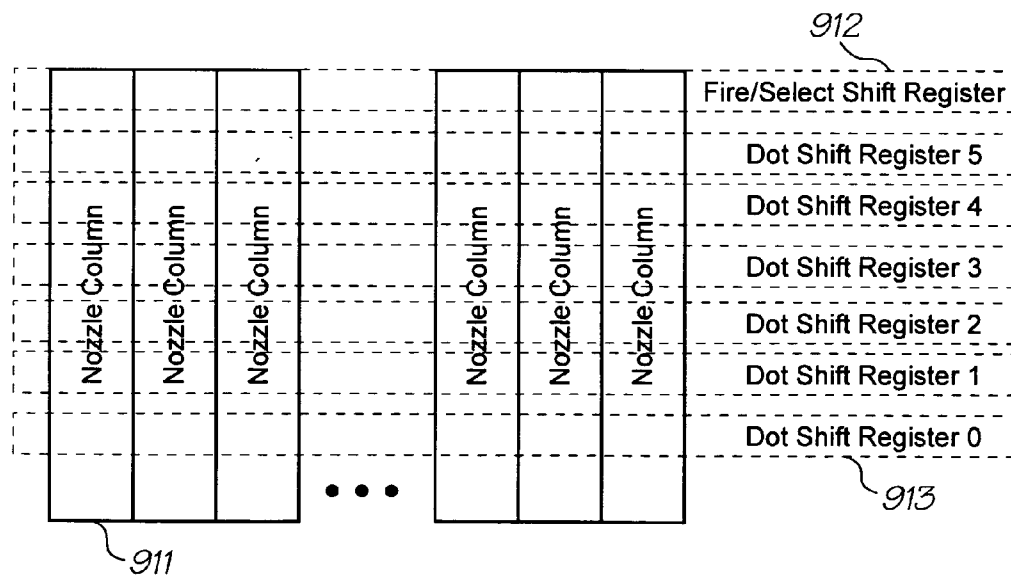 912
Fire/Select Shift Register
Dot Shift Register 5
Dot Shift Register 4
Dot Shift Register 3
Dot Shift Register 2
Dot Shift Register 1
Dot Shift Register 0
Nozzle Column
Nozzle Column
Nozzle Column
Nozzle Column
Nozzle Column
Nozzle Column
913
911